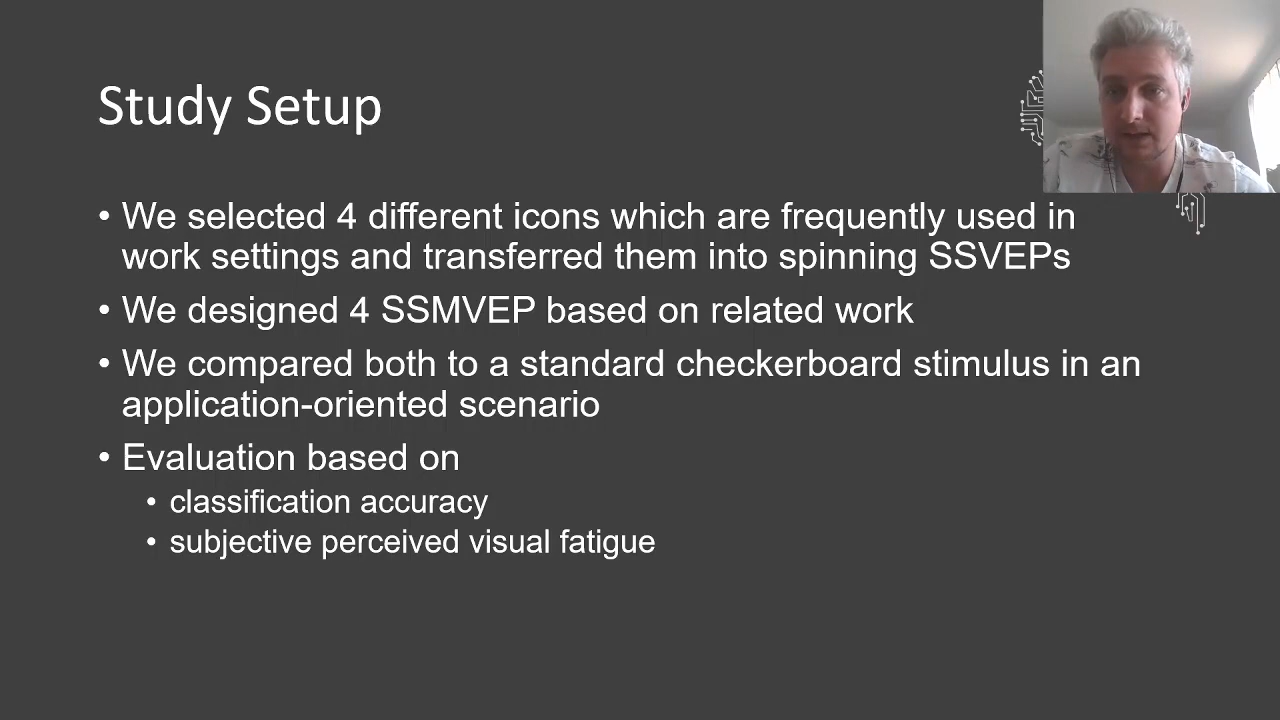 Study Setup
• We selected 4 different icons which are frequently used in
work settings and transferred them into spinning SSVEPs
• We designed 4 SSMVEP based on related work
• We compared both to a standard checkerboard stimulus in an
application-oriented scenario
• Evaluation based on
• classification accuracy
• subjective perceived visual fatigue